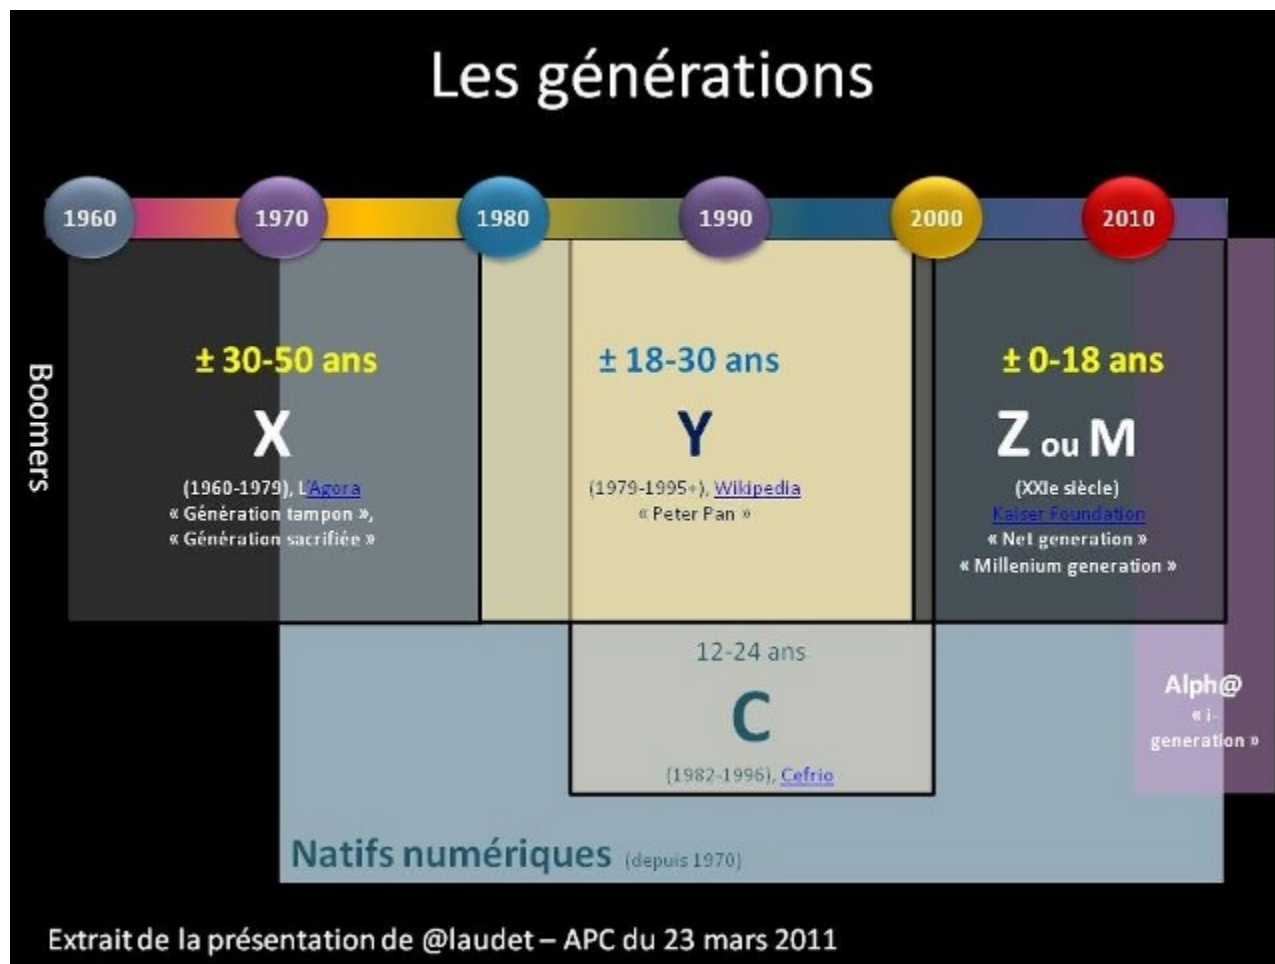 Les générations
1960
1970
1980
1990
2000
2010
Boomers
± 30-50 ans
X
(1960-1979), L'Agora
« Génération tampon »,
« Génération sacrifiée »
± 18-30 ans
Y
(1979-1995+), Wikipedia
« Peter Pan »
± 0-18 ans
Z ou M
(XXIe siècle)
Kaiser Foundation
« Net generation »
« Millenium generation »
12-24 ans
C
(1982-1996), Cefrio
Alph@
« i-
generation »
Natifs numériques (depuis 1970)
Extrait de la présentation de @laudet – APC du 23 mars 2011